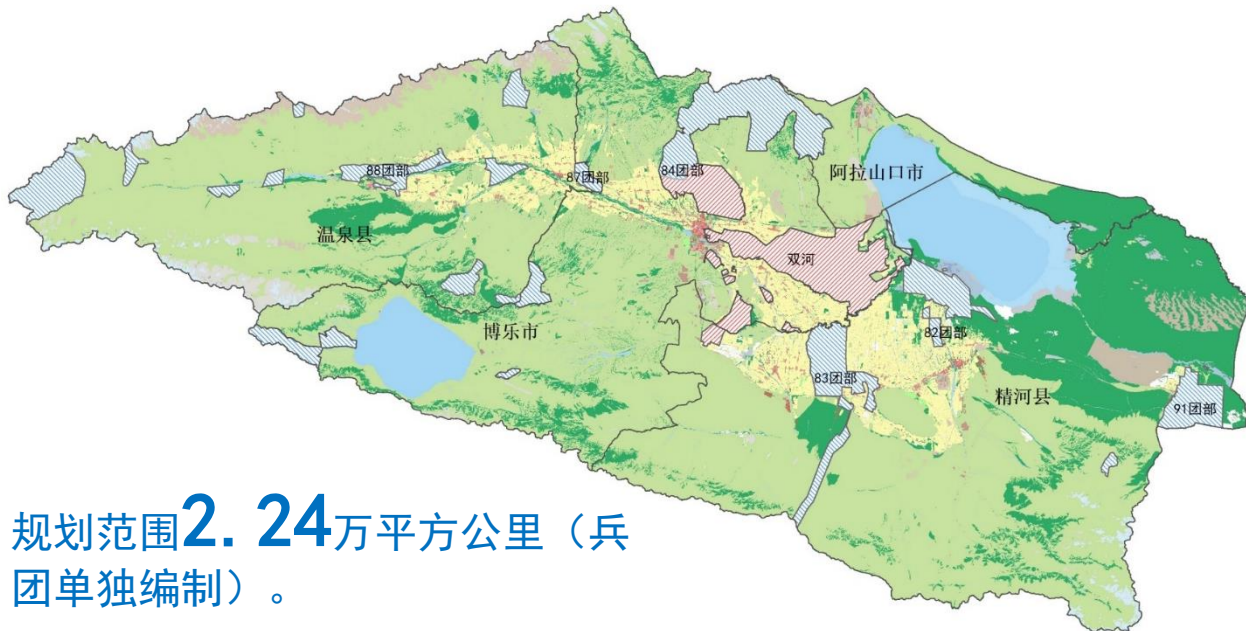 88团部
87团部
84团部
阿拉山口市
温泉县
双河
博乐市
82团部
83团部
精河县
91团部
规划范围2.24万平方公里（兵
团单独编制）。